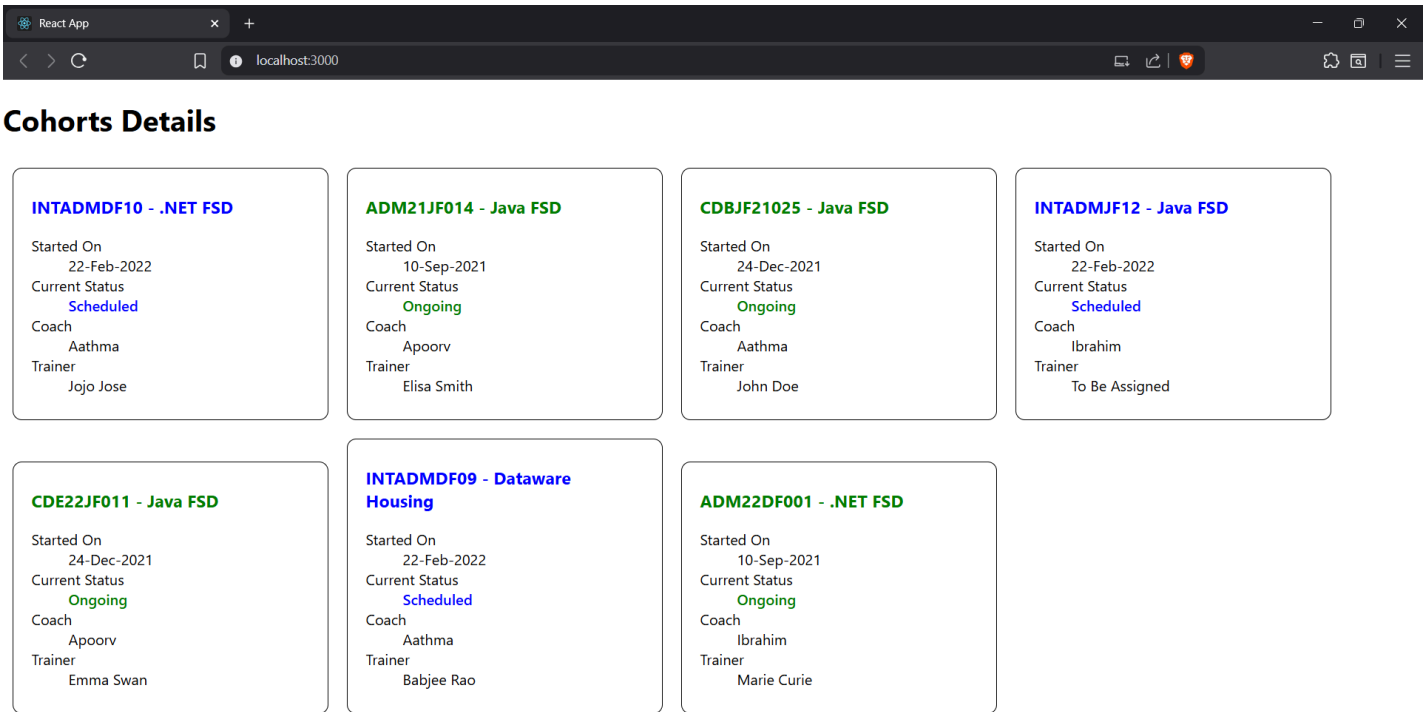 React App
localhost:3000
Cohorts Details
INTADMDF10 - .NET FSD
Started On
22-Feb-2022
Current Status
Scheduled
Coach
Aathma
Trainer
Jojo Jose
ADM21JF014 - Java FSD
Started On
10-Sep-2021
Current Status
Ongoing
Coach
Apoorv
Trainer
Elisa Smith
CDBJF21025 - Java FSD
Started On
24-Dec-2021
Current Status
Ongoing
Coach
Aathma
Trainer
John Doe
INTADMJF12 - Java FSD
Started On
22-Feb-2022
Current Status
Scheduled
Coach
Ibrahim
Trainer
To Be Assigned
CDE22JF011 - Java FSD
Started On
24-Dec-2021
Current Status
Ongoing
Coach
Apoorv
Trainer
Emma Swan
INTADMDF09 - Dataware
Housing
Started On
22-Feb-2022
Current Status
Scheduled
Coach
Aathma
Trainer
Babjee Rao
ADM22DF001 - .NET FSD
Started On
10-Sep-2021
Current Status
Ongoing
Coach
Ibrahim
Trainer
Marie Curie